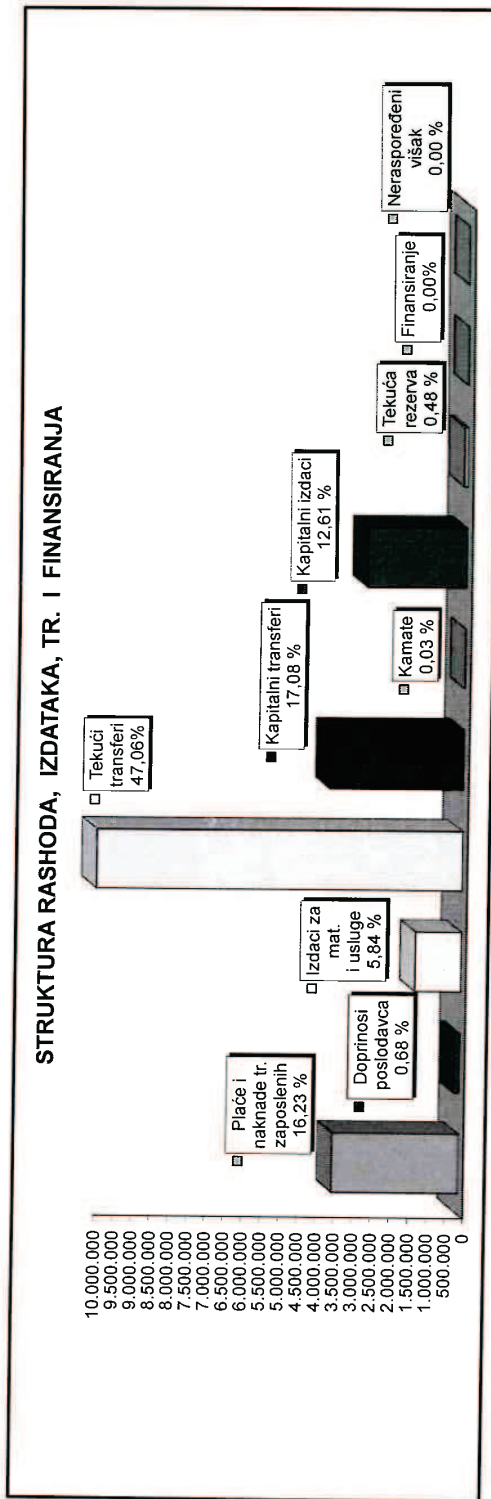 STRUKTURA RASHODA, IZDATAKA, TR. I FINANSIRANJA
10.000.000
9.500.000
9.000.000
8.500.000
8.000.000
7.500.000
7.000.000
6.500.000
6.000.000
5.500.000
5.000.000
4.500.000
4.000.000
3.500.000
3.000.000
2.500.000
2.000.000
1.500.000
1.000.000
500.000
0
Plaće i
naknade tr.
zaposlenih
16,23 %
Doprinosi
poslodavca
0,68 %
Izdaci za
mat.
i usluge
5,84 %
Tekući
transferi
47,06%
Kapitalni transferi
17,08 %
Kamate
0,03 %
Kapitalni izdaci
12,61 %
Tekuća
rezerva
0,48 %
Finansiranje
0,00%
Neraspoređeni
višak
0,00 %